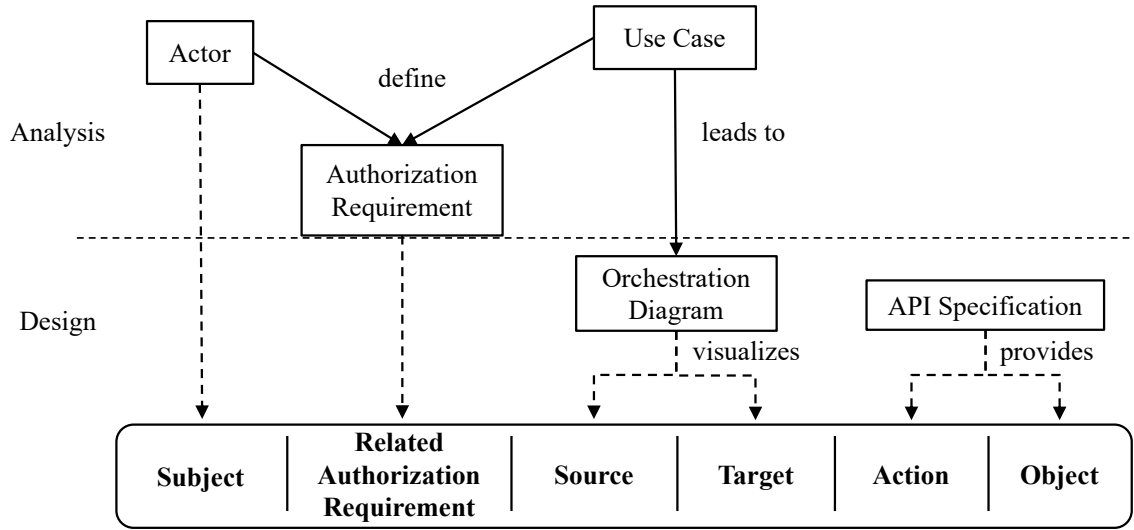 Actor
Use Case
define
Analysis
leads to
Authorization
Requirement
Orchestration
Diagram
API Specification
Design
visualizes
provides
Subject
Related
Authorization
Requirement
Source
Target
Action
Object